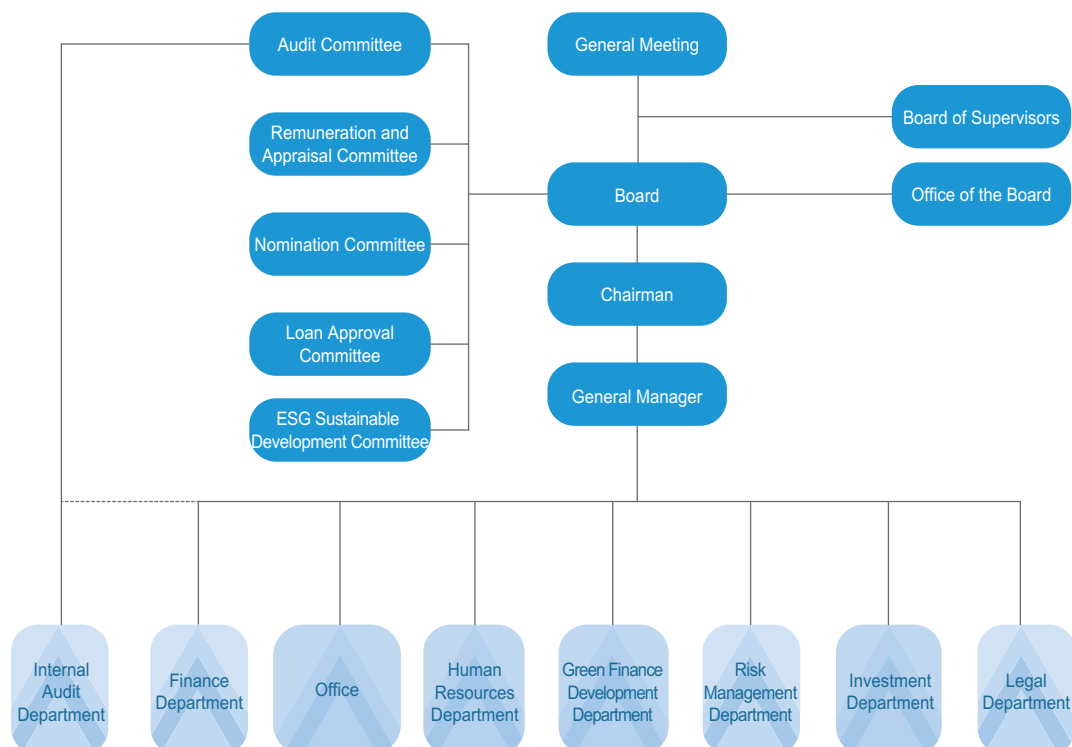 Audit Committee
General Meeting
Board of Supervisors
Remuneration and
Appraisal Committee
Board
Office of the Board
Nomination Committee
Chairman
Loan Approval
Committee
General Manager
ESG Sustainable
Development Committee
Internal
Audit
Department
Finance
Department
Office
Human
Resources
Department
Green Finance
Development
Department
Risk
Management
Department
Investment
Department
Legal
Department